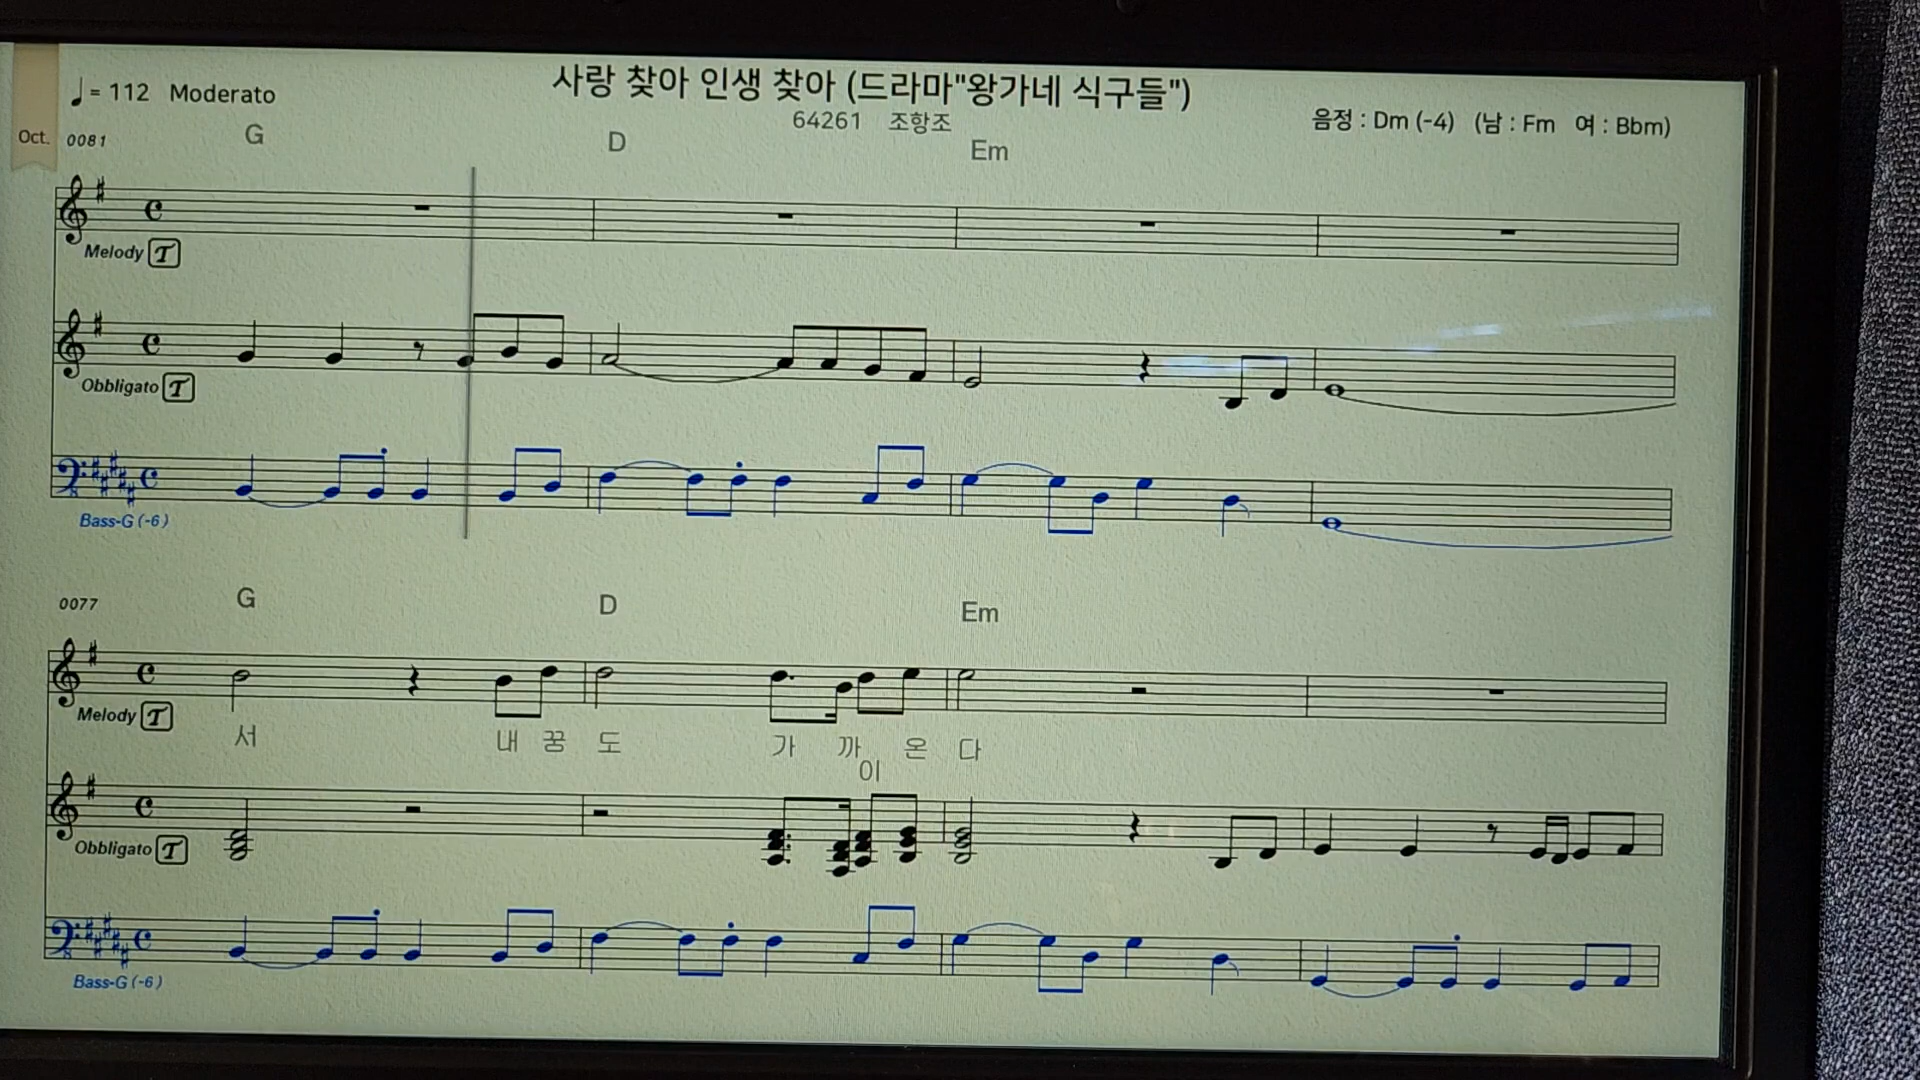 ♩= 112 Moderato
사랑 찾아 인생 찾아 (드라마"왕가네 식구들")
64261 조항조
음정 : Dm (-4) (남 : Fm 여 : Bbm)
Oct.
0081
G D Em
Melody T
Obbligato T
Bass-G (-6)
0077
G D Em
Melody T
서 내 꿈 도 가 까 온 다
이
Obbligato T
Bass-G (-6)